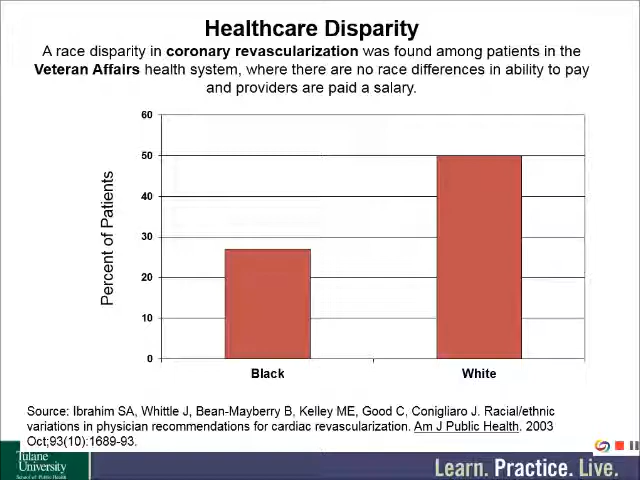 Healthcare Disparity
A race disparity in coronary revascularization was found among patients in the
Veteran Affairs health system, where there are no race differences in ability to pay
and providers are paid a salary.
60
50
40
30
20
10
0
Percent of Patients
Black
White
Source: Ibrahim SA, Whittle J, Bean-Mayberry B, Kelley ME, Good C, Conigliaro J. Racial/ethnic
variations in physician recommendations for cardiac revascularization. Am J Public Health. 2003
Oct;93(10):1689-93.
Tulane
University
School of Public Health
Learn. Practice. Live.